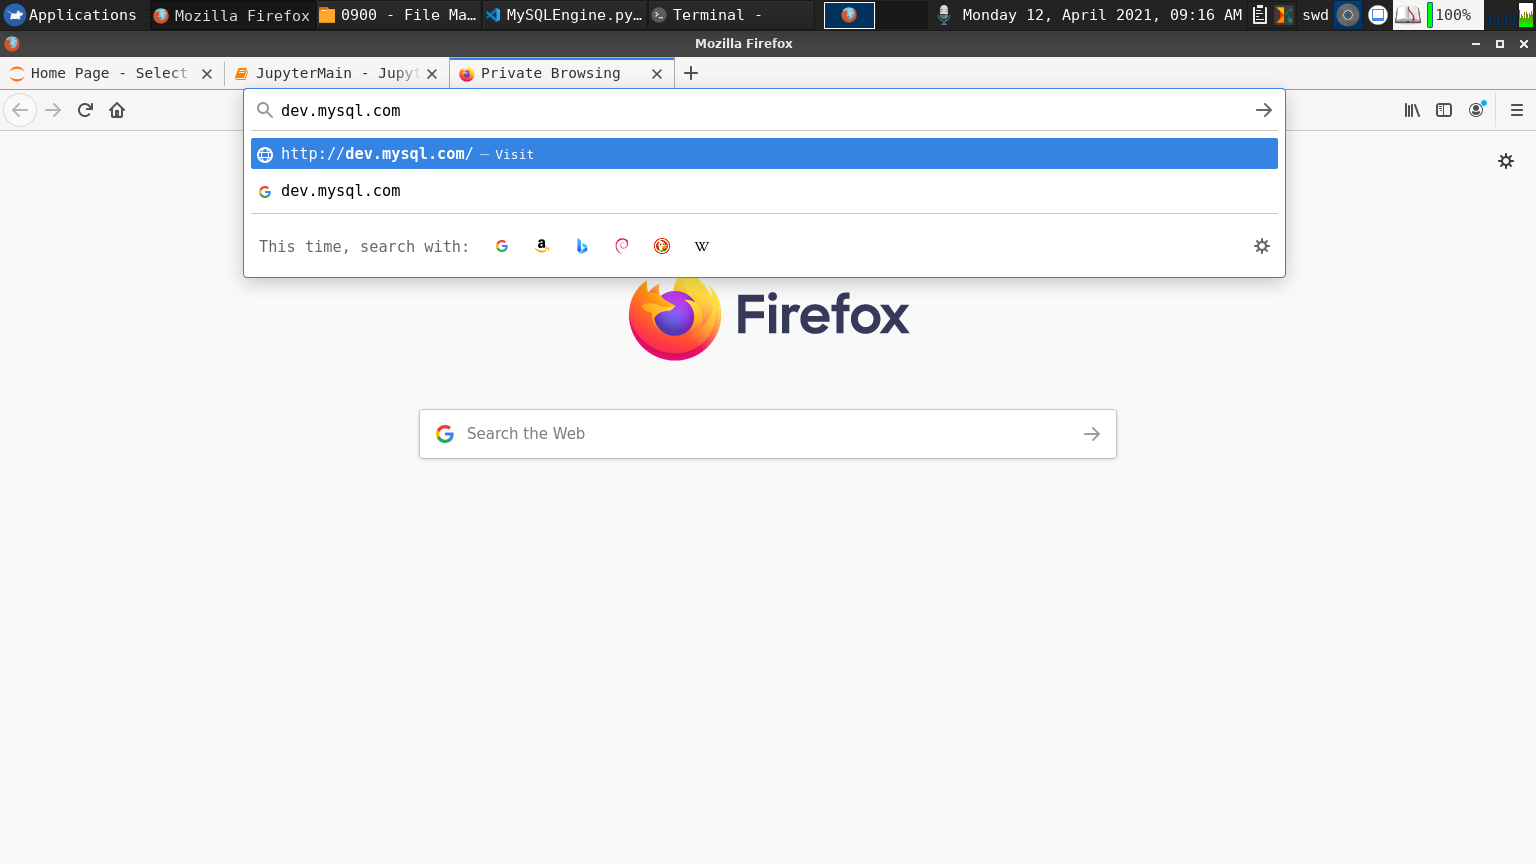 Applications Mozilla Firefox 0900 - File Ma... MySQLEngine.py... Terminal - Monday 12, April 2021, 09:16 AM swd 100%
Mozilla Firefox
Home Page - Select JupyterMain - Jupyt Private Browsing
dev.mysql.com
http://dev.mysql.com/ — Visit
dev.mysql.com
This time, search with:
Firefox
Search the Web